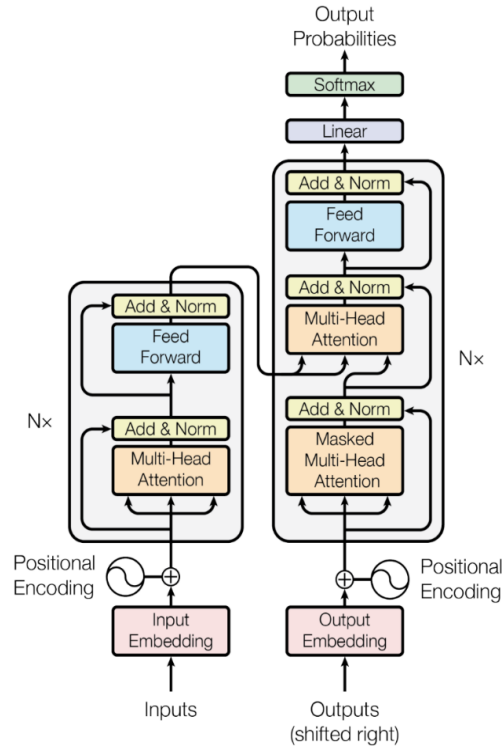 Output
Probabilities
Softmax
Linear
Add & Norm
Feed
Forward
Add & Norm
Multi-Head
Attention
Add & Norm
Masked
Multi-Head
Attention
N×
Positional
Encoding
Output
Embedding
Outputs
(shifted right)
Add & Norm
Feed
Forward
Add & Norm
Multi-Head
Attention
N×
Positional
Encoding
Input
Embedding
Inputs